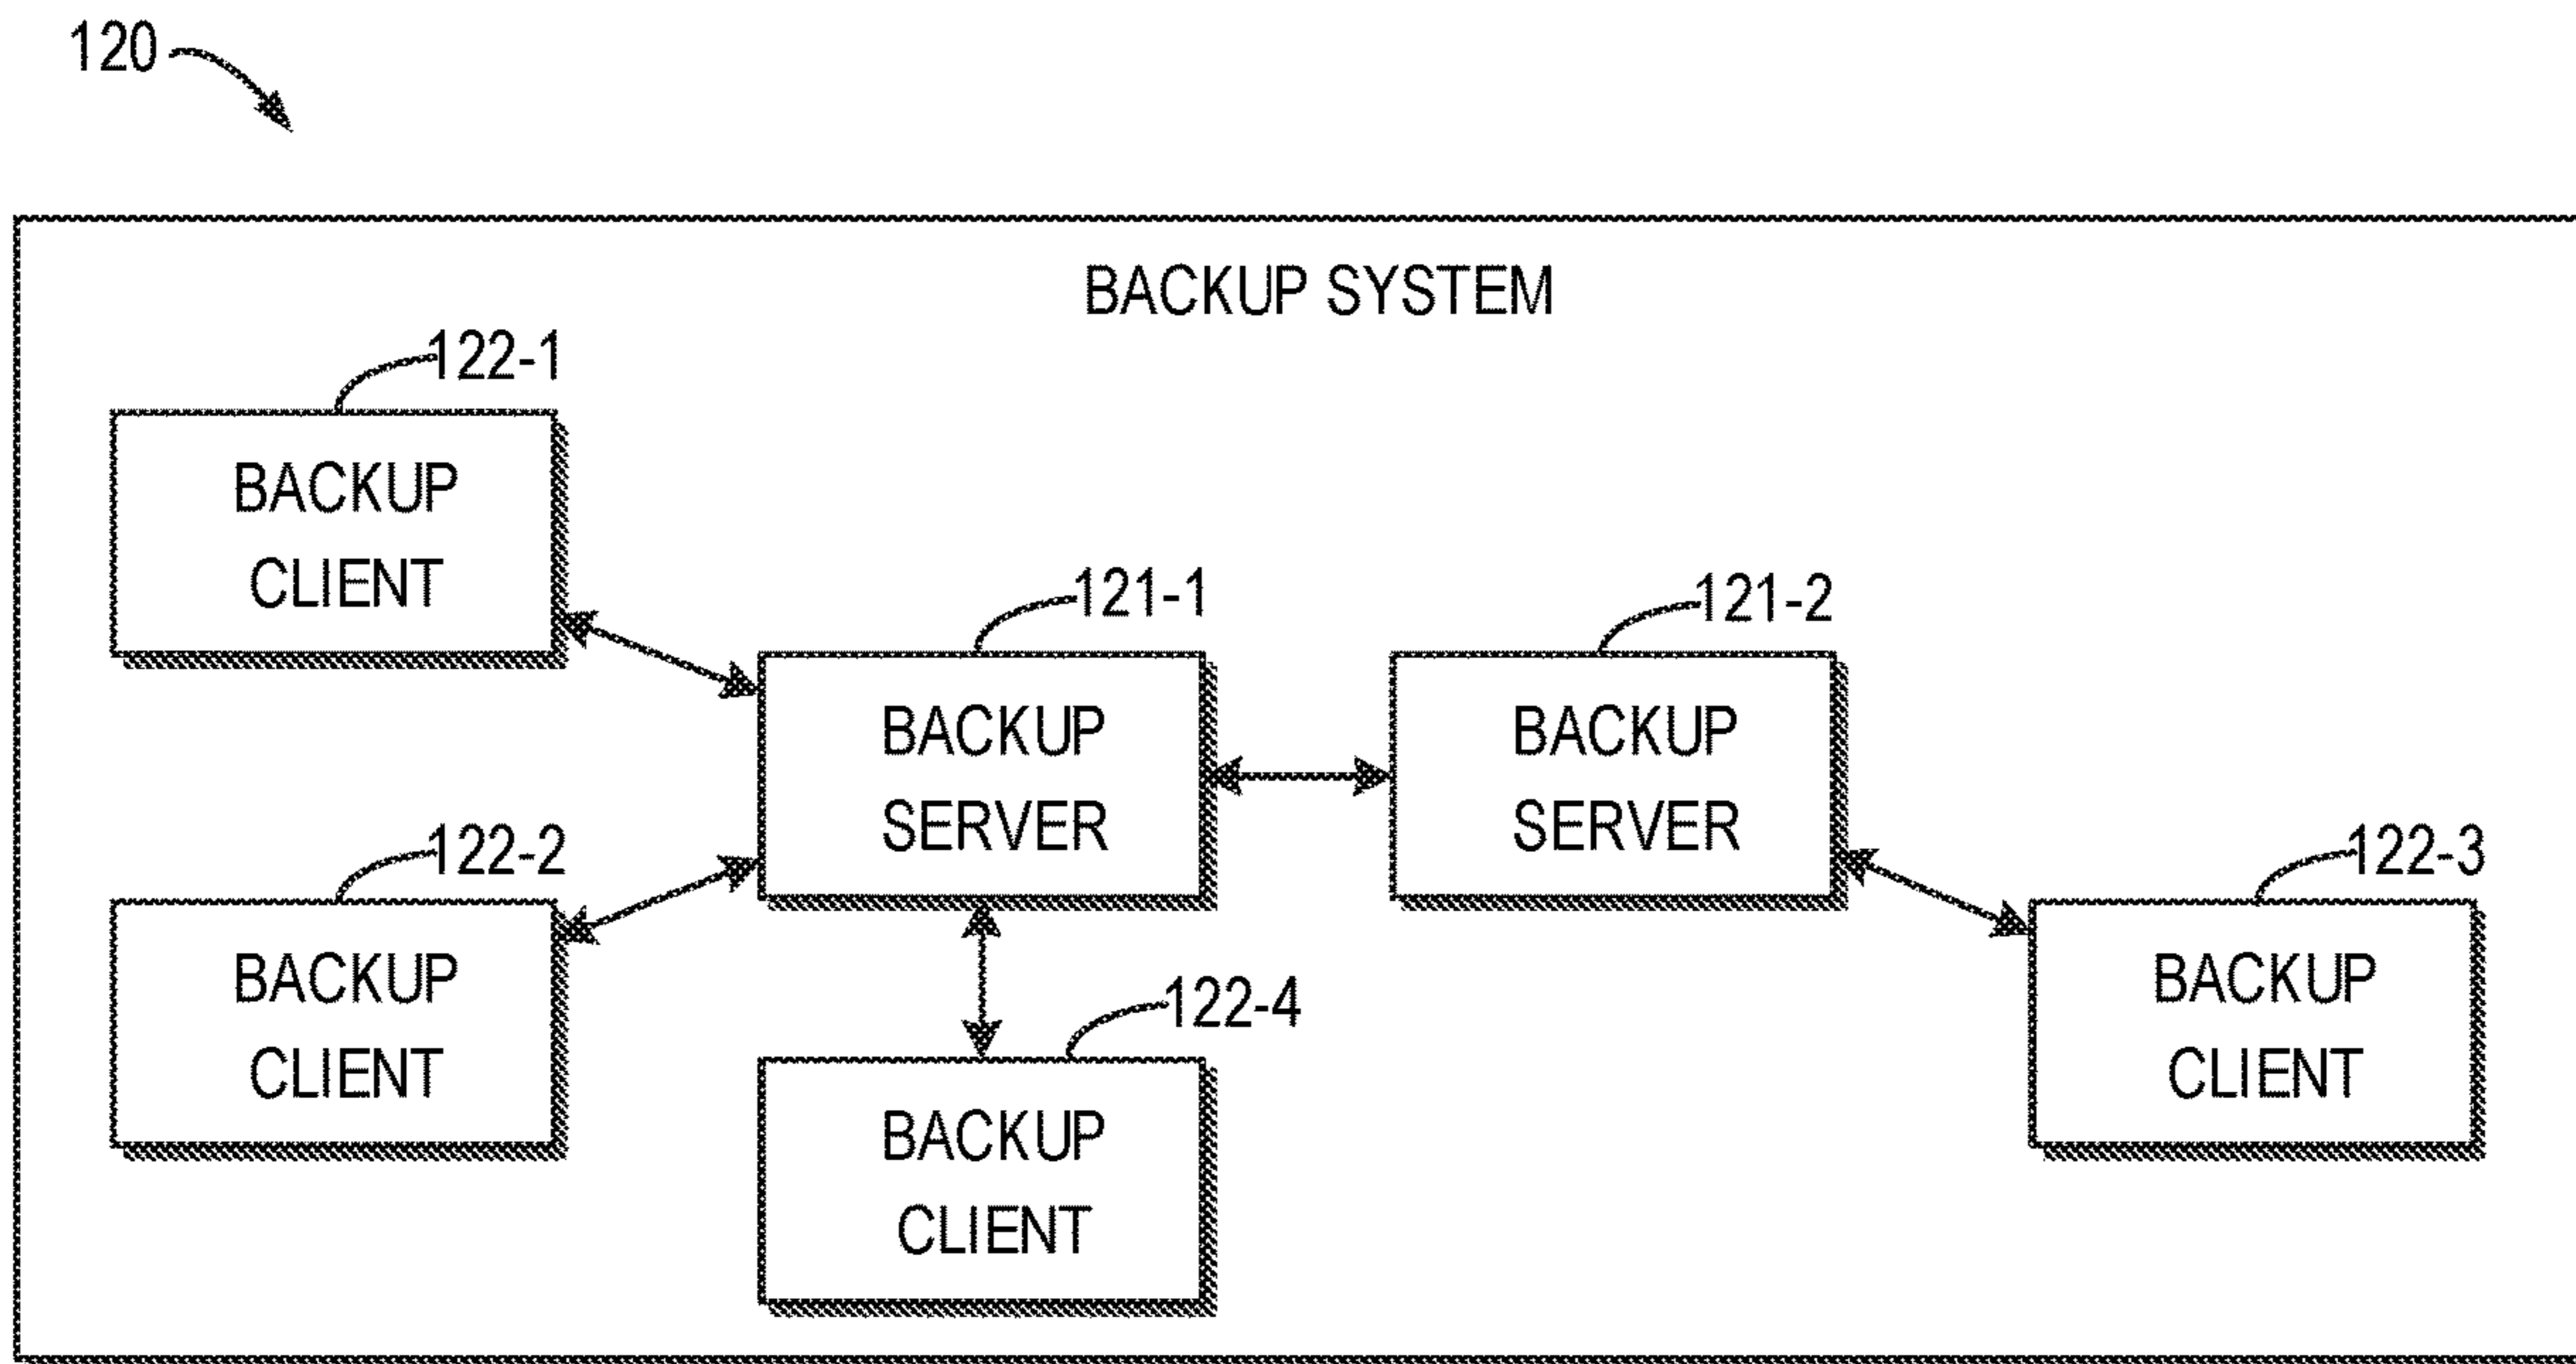 120
BACKUP SYSTEM
122-1
BACKUP
CLIENT
121-1
BACKUP
SERVER
121-2
BACKUP
SERVER
122-2
BACKUP
CLIENT
122-4
BACKUP
CLIENT
122-3
BACKUP
CLIENT